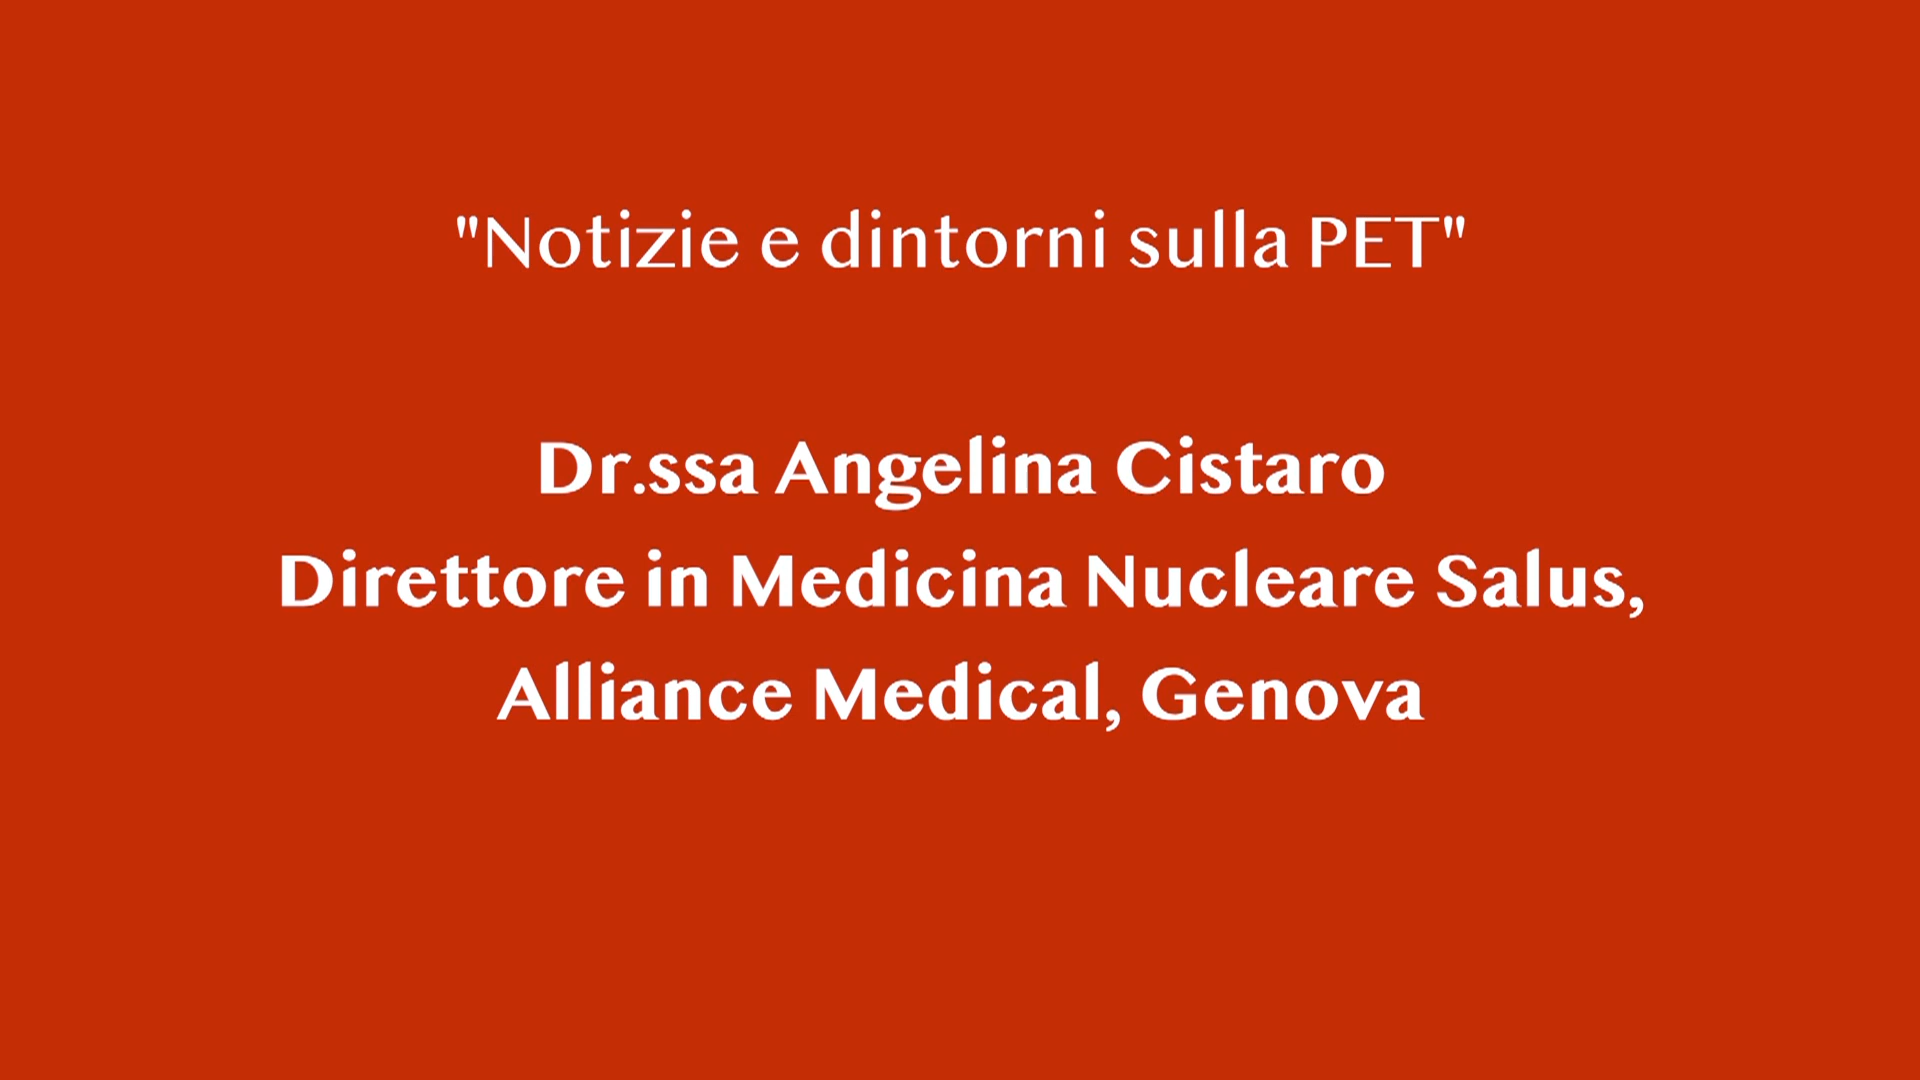 "Notizie e dintorni sulla PET"
Dr.ssa Angelina Cistaro
Direttore in Medicina Nucleare Salus,
Alliance Medical, Genova